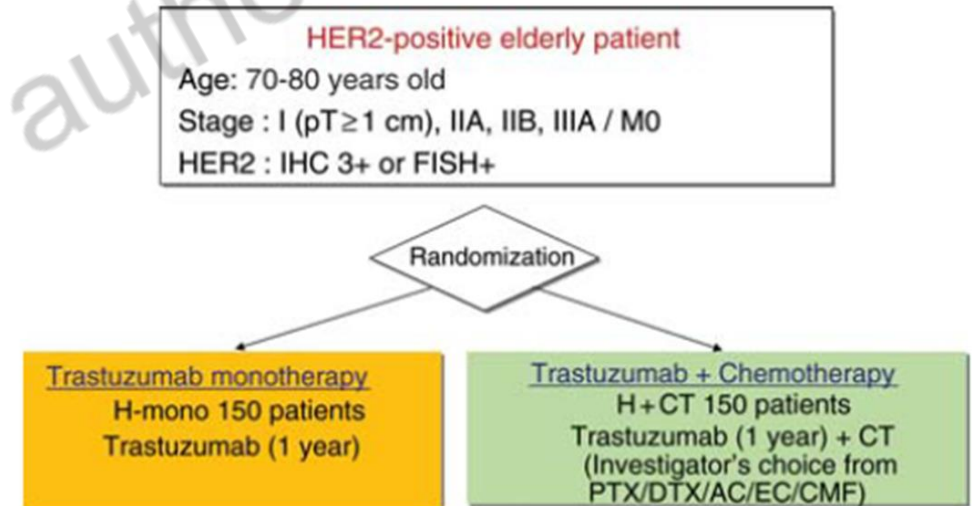 HER2-positive elderly patient
Age: 70-80 years old
Stage : I (pT≥1 cm), IIA, IIB, IIIA / M0
HER2 : IHC 3+ or FISH+
Randomization
Trastuzumab monotherapy
H-mono 150 patients
Trastuzumab (1 year)
Trastuzumab + Chemotherapy
H+CT 150 patients
Trastuzumab (1 year) + CT
(Investigator's choice from
PTX/DTX/AC/EC/CMF)